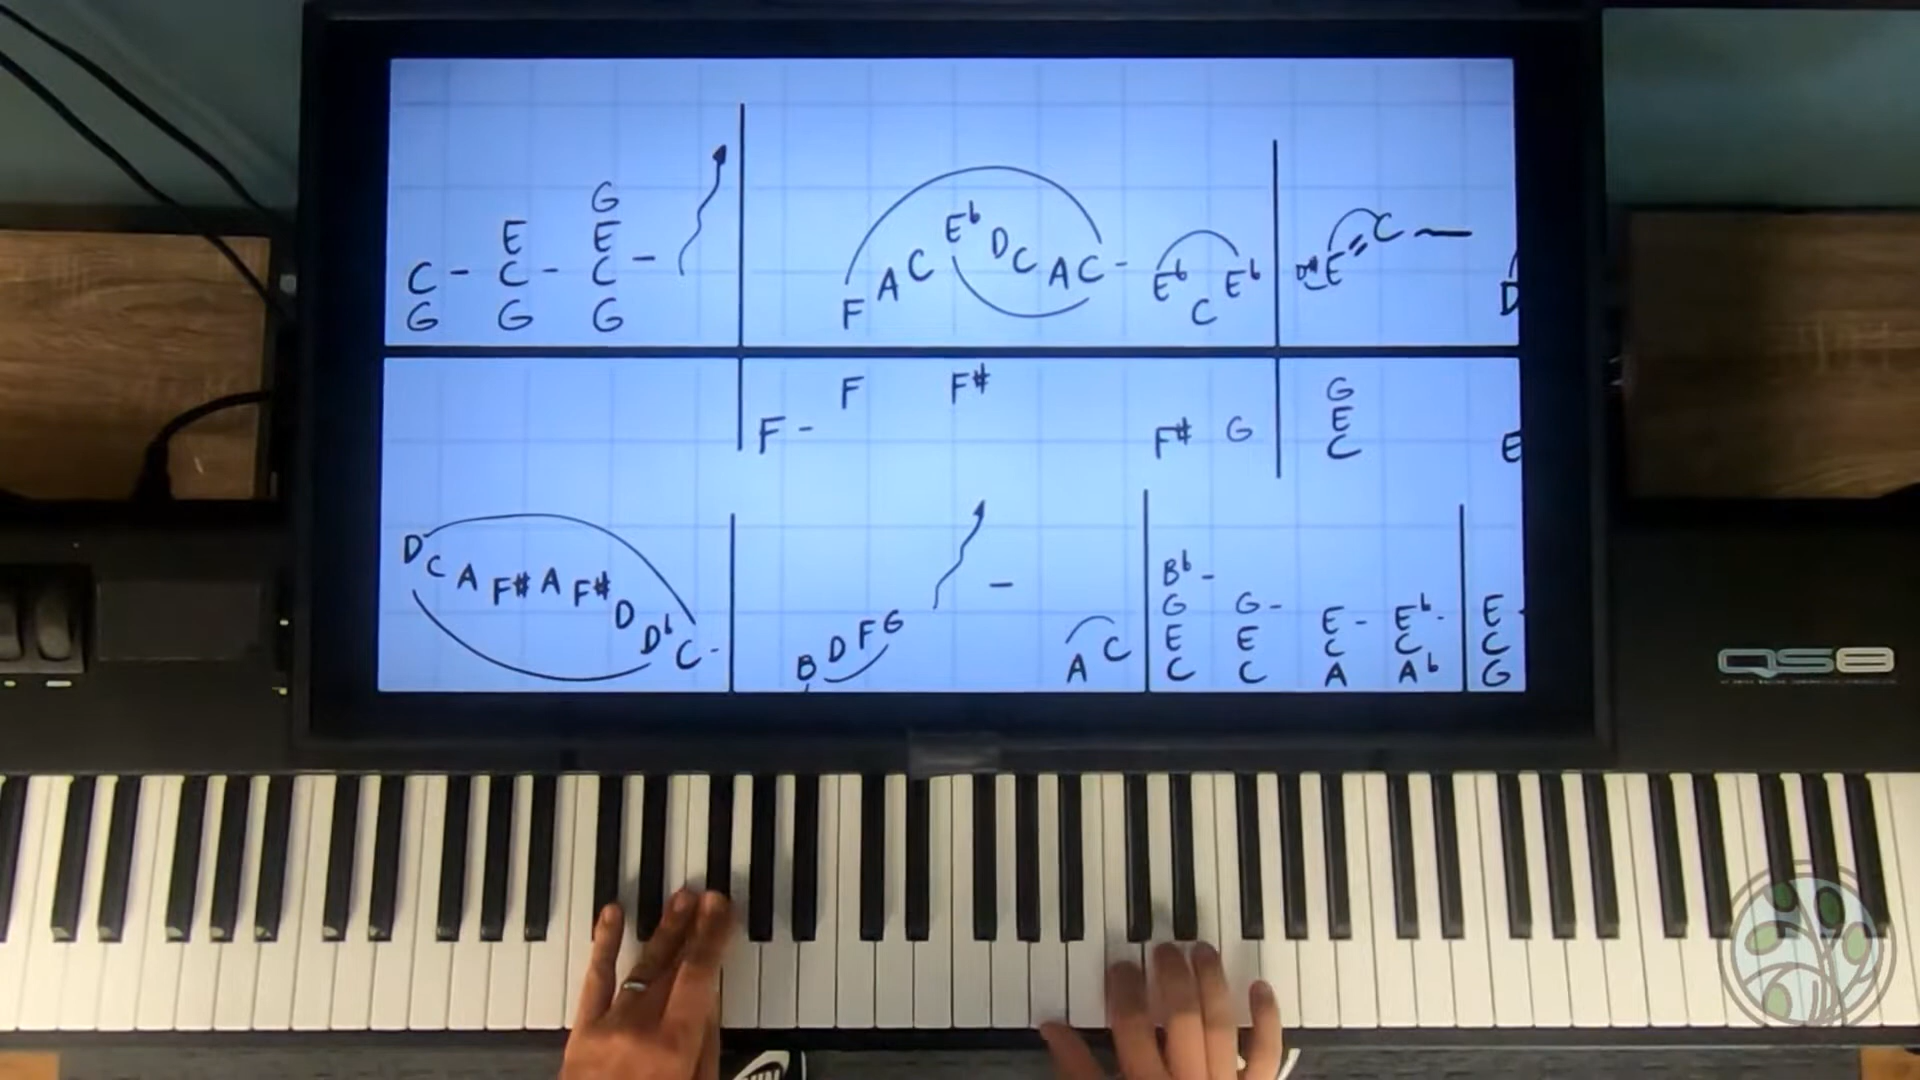 G
E E
C - C - C -
G G G
F A C E♭ D C A C - E♭ C E♭
D# E C —
D
F - F F# F# G
G
E
C
E
D C A F# A F# D D♭ C -
B D F G — A C
B♭ -
G G -
E E E - E♭ - E -
C C C C C
A A♭ G
QS8